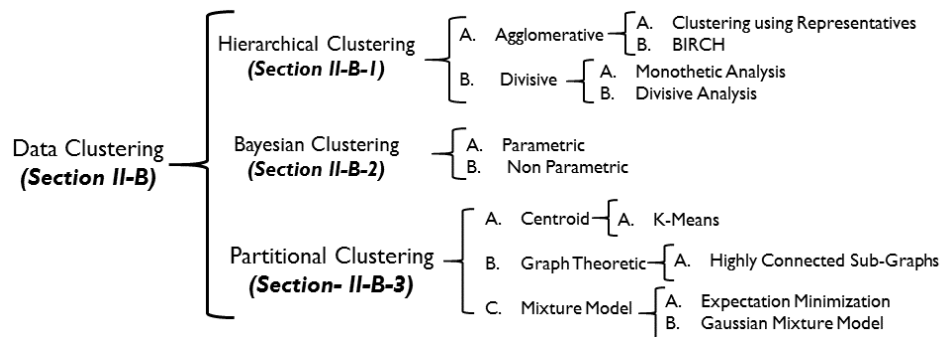 Data Clustering
(Section II-B)
Hierarchical Clustering
(Section II-B-1)
A. Agglomerative
A. Clustering using Representatives
B. BIRCH
B. Divisive
A. Monothetic Analysis
B. Divisive Analysis
Bayesian Clustering
(Section II-B-2)
A. Parametric
B. Non Parametric
Partitional Clustering
(Section- II-B-3)
A. Centroid
A. K-Means
B. Graph Theoretic
A. Highly Connected Sub-Graphs
C. Mixture Model
A. Expectation Minimization
B. Gaussian Mixture Model